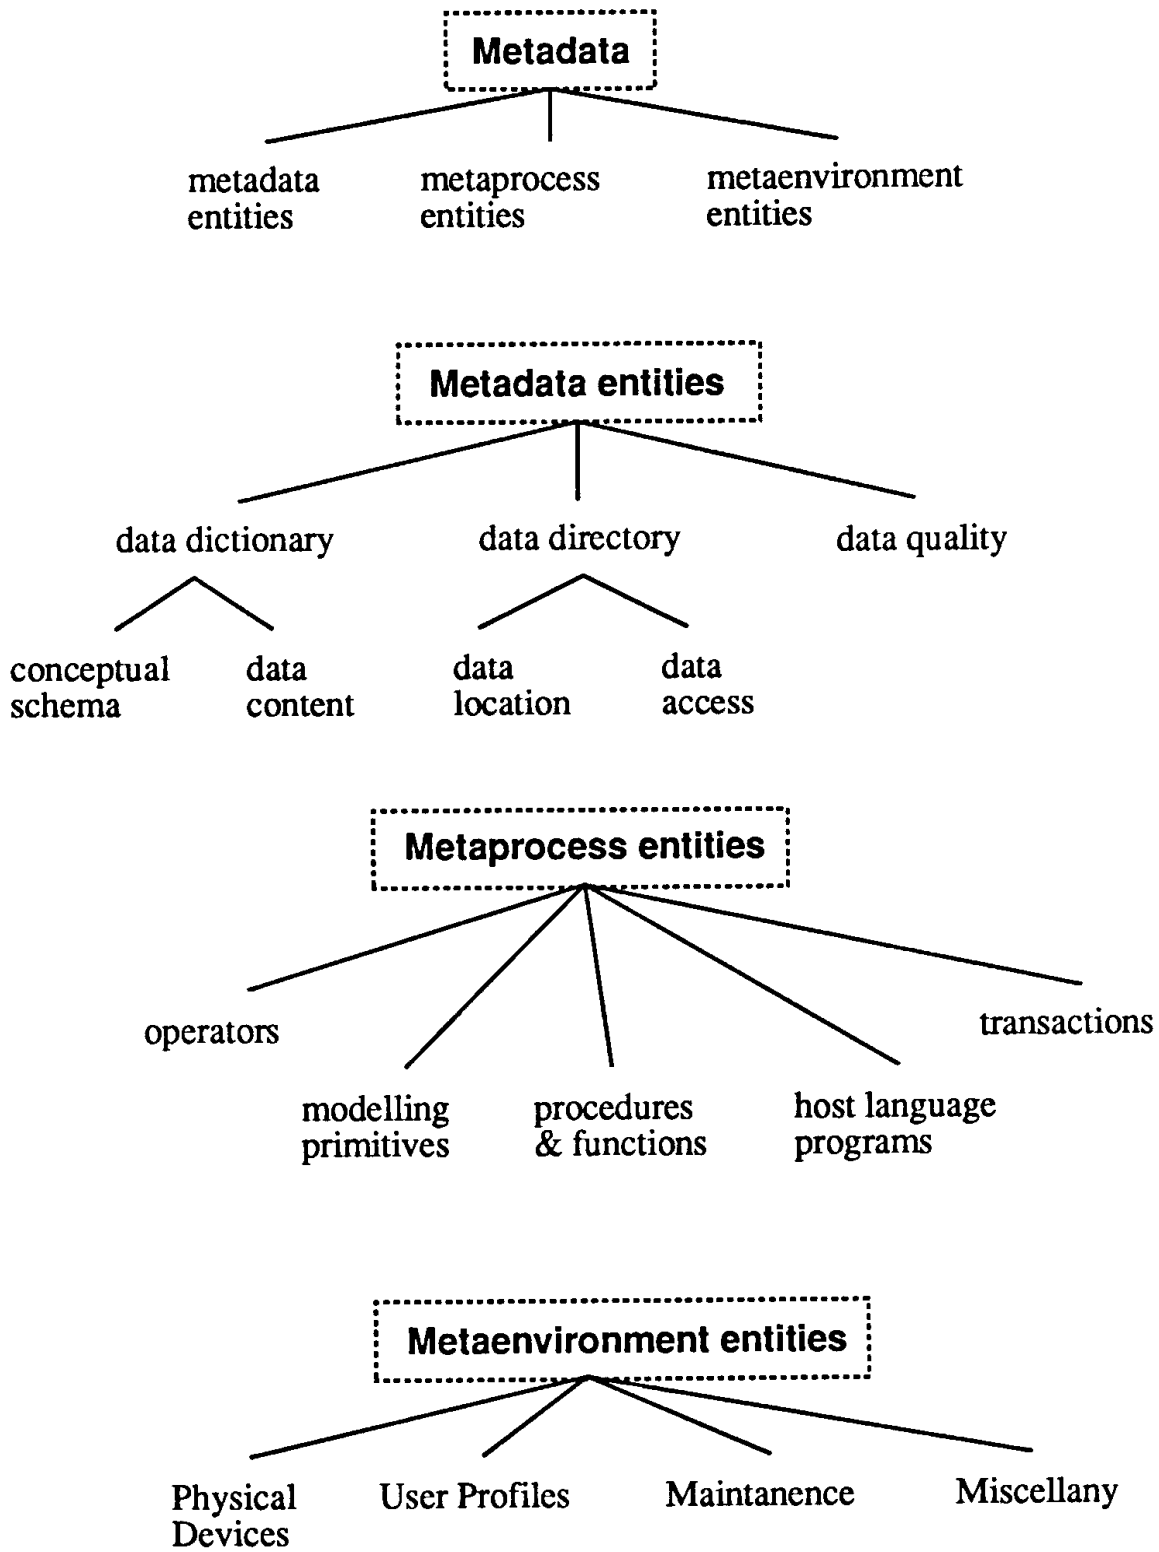 Metadata
metadata
entities
metaprocess
entities
metaenvironment
entities
Metadata entities
data dictionary
data directory
data quality
conceptual
schema
data
content
data
location
data
access
Metaprocess entities
operators
transactions
modelling
primitives
procedures
& functions
host language
programs
Metaenvironment entities
Physical
Devices
User Profiles
Maintanence
Miscellany